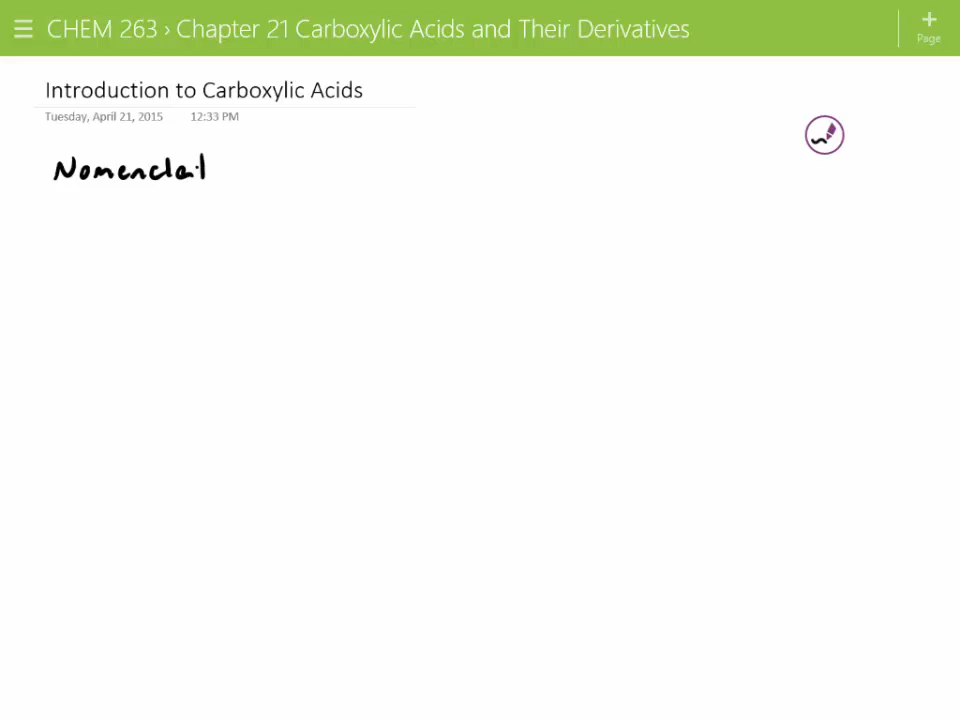 CHEM 263 › Chapter 21 Carboxylic Acids and Their Derivatives
Page
Introduction to Carboxylic Acids
Tuesday, April 21, 2015 12:33 PM
Nomenclat